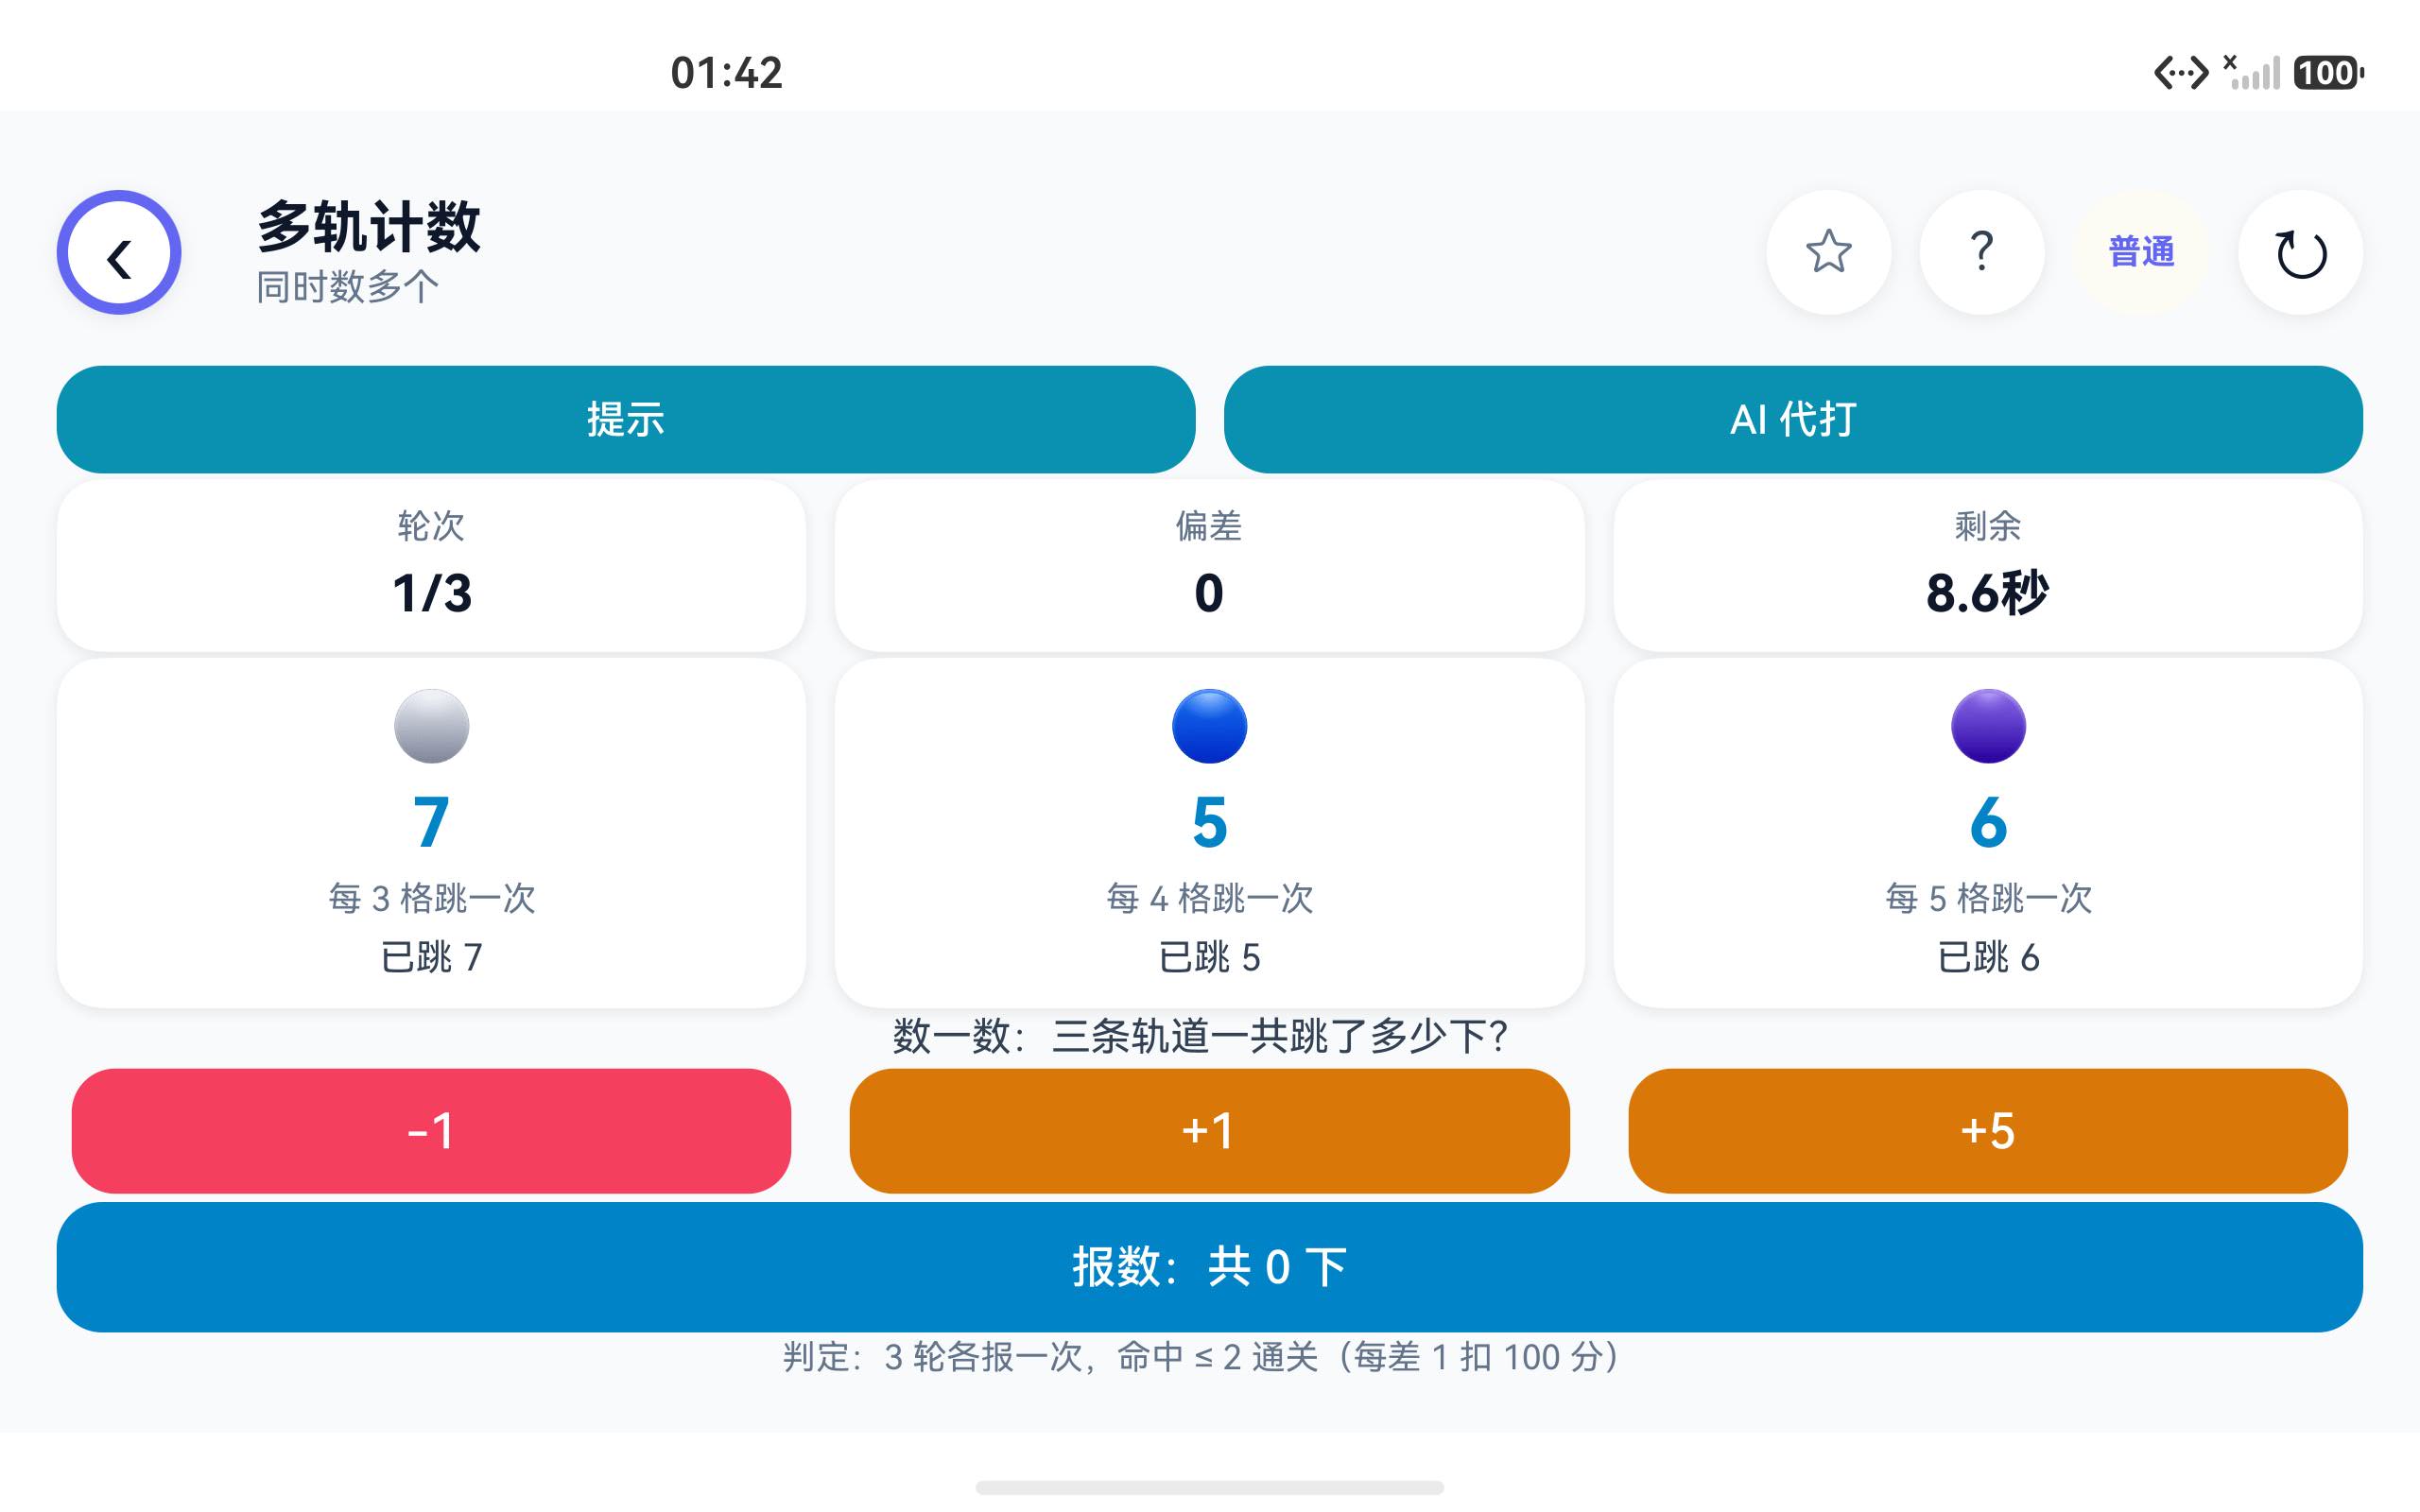 01:42
100
多轨计数
同时数多个
?
普通
提示
AI 代打
轮次
1/3
偏差
0
剩余
8.6秒
7
每 3 格跳一次
已跳 7
5
每 4 格跳一次
已跳 5
6
每 5 格跳一次
已跳 6
数一数：三条轨道一共跳了多少下？
-1
+1
+5
报数：共 0 下
判定：3 轮各报一次，命中 ≤ 2 通关（每差 1 扣 100 分）